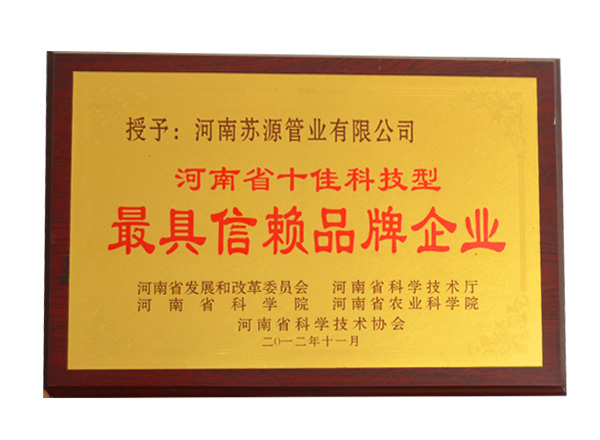 授予：河南苏源管业有限公司
河南省十佳科技型
最具信赖品牌企业
河南省发展和改革委员会 河南省科学技术厅
河南省科学院 河南省农业科学院
河南省科学技术协会
二〇一二年十一月